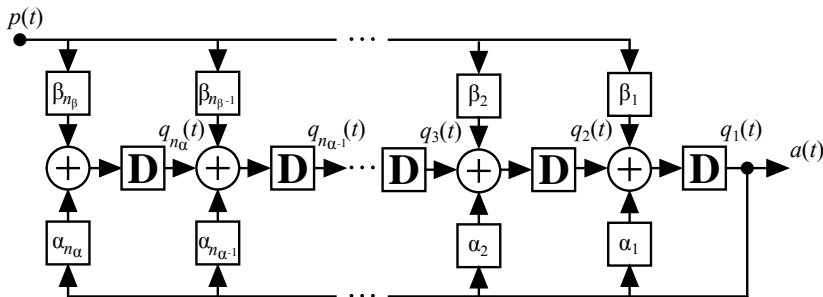 p(t)
...
β_{n_β} β_{n_β-1} β_2 β_1
q_{n_α}(t) q_{n_α-1}(t) q_3(t) q_2(t) q_1(t)
+ D + D ... D + D + D a(t)
α_{n_α} α_{n_α-1} α_2 α_1
...